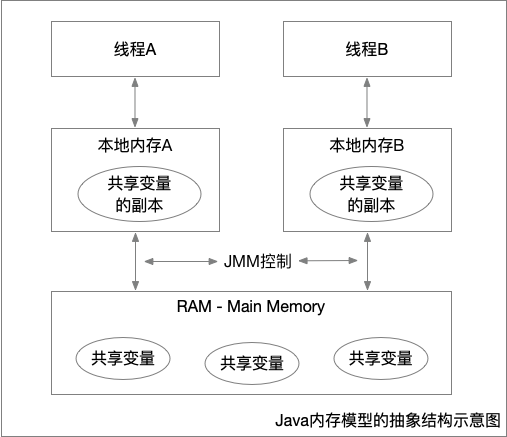 线程A
线程B
本地内存A
本地内存B
共享变量
的副本
共享变量
的副本
JMM控制
RAM - Main Memory
共享变量
共享变量
共享变量
Java内存模型的抽象结构示意图